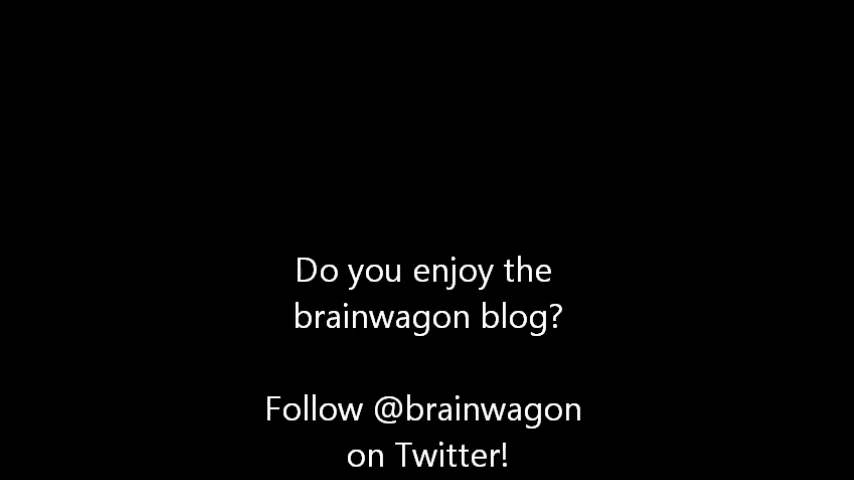 Do you enjoy the
brainwagon blog?
Follow @brainwagon
on Twitter!